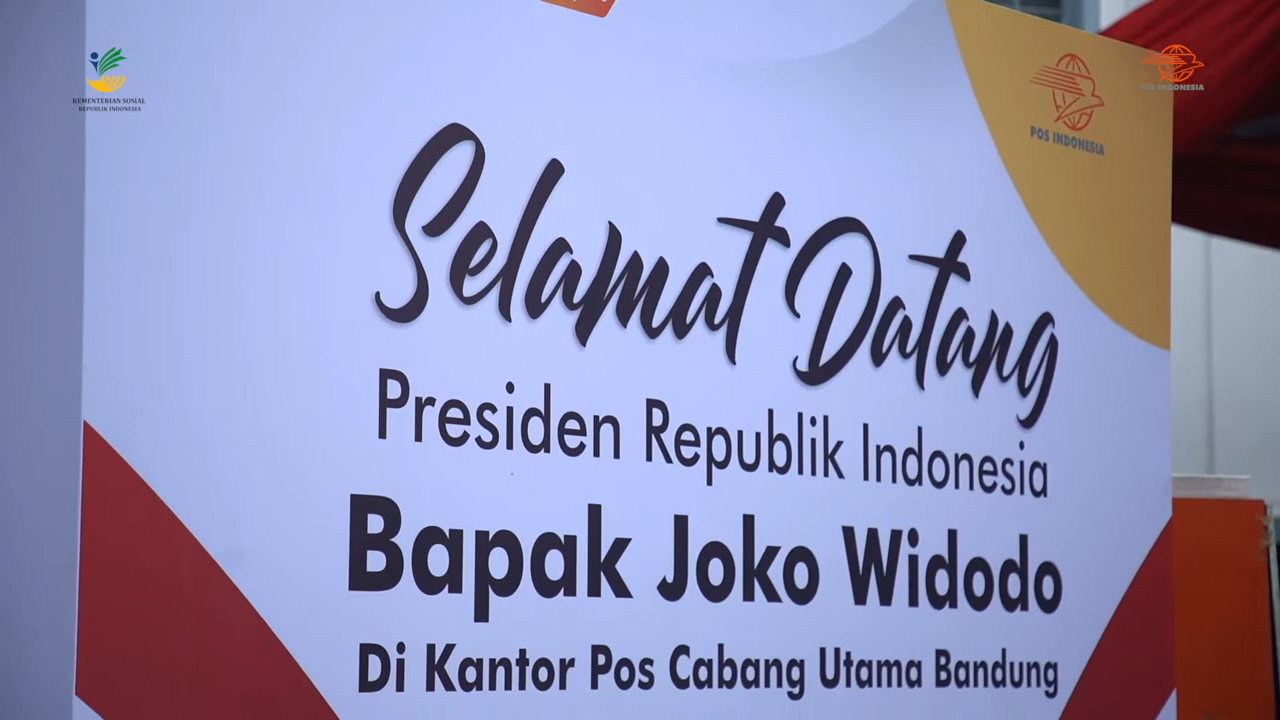 KEMENTERIAN SOSIAL
REPUBLIK INDONESIA
POS INDONESIA
POS INDONESIA
Selamat Datang
Presiden Republik Indonesia
Bapak Joko Widodo
Di Kantor Pos Cabang Utama Bandung